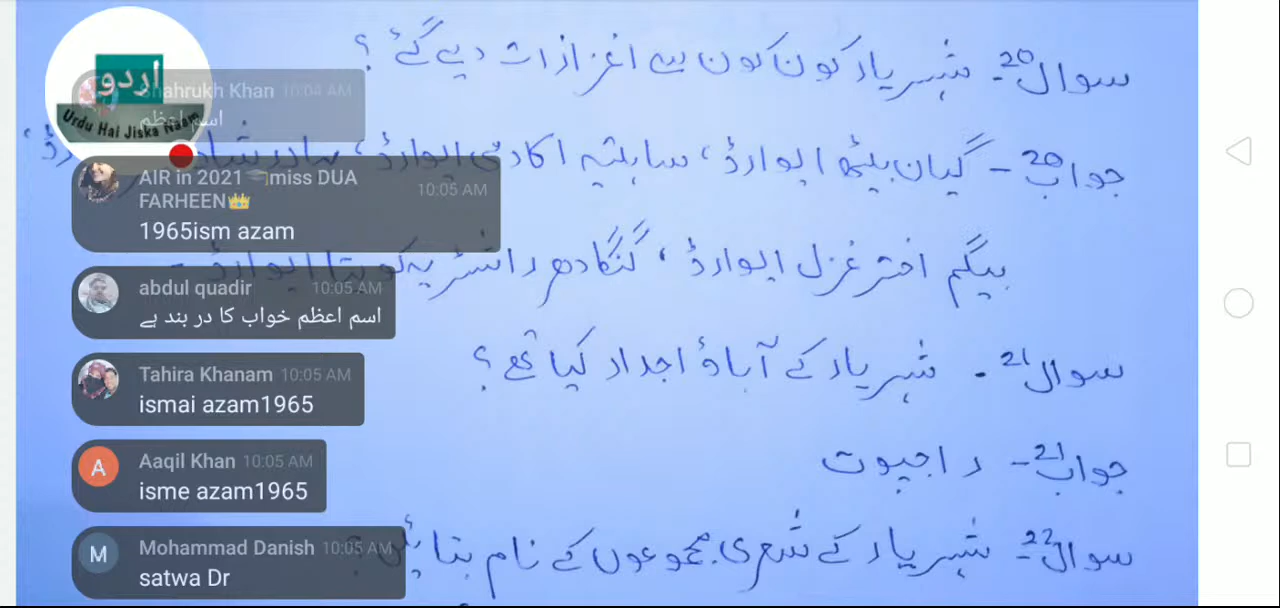 سوال 20۔ شہریار کو کون کون سے اعزازات دیے گئے ؟
جواب 20 – گیان پیٹھ ایوارڈ، ساہتیہ اکادمی ایوارڈ، بہادر شاہ
بیگم اختر غزل ایوارڈ، گنگا دھر راشٹریہ کویتا ایوارڈ –
سوال 21۔ شہریار کے آباؤ اجداد کیا تھے؟
جواب 21 – راجپوت
سوال 22۔ شہریار کے شعری مجموعوں کے نام بتائیں؟
اردو
Urdu Hai Jiska Naam
Shahrukh Khan 10:04 AM
اسم اعظم
AIR in 2021 miss DUA 10:05 AM
FARHEEN
1965ism azam
abdul quadir 10:05 AM
اسم اعظم خواب کا در بند ہے
Tahira Khanam 10:05 AM
ismai azam1965
A Aaqil Khan 10:05 AM
isme azam1965
M Mohammad Danish 10:05 AM
satwa Dr